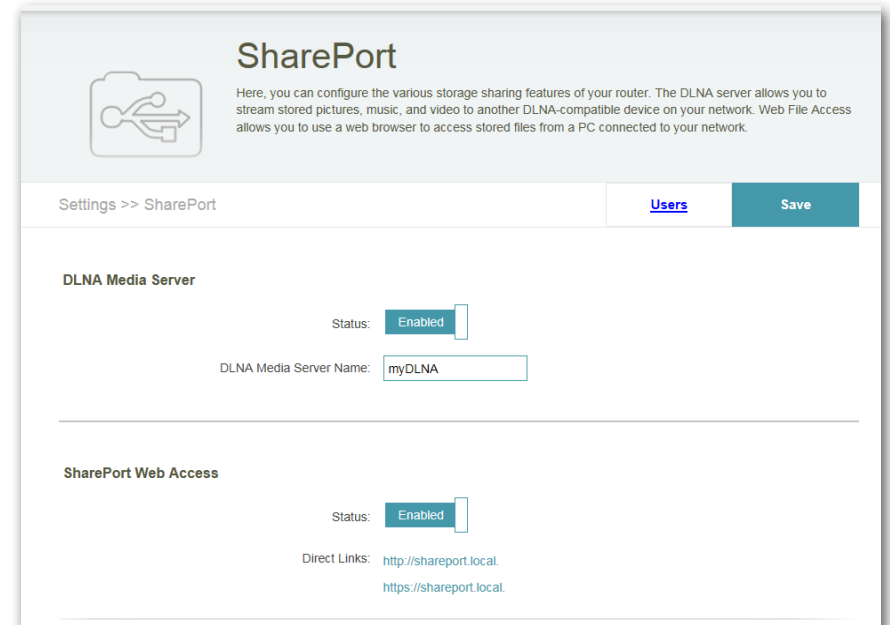 SharePort
Here, you can configure the various storage sharing features of your router. The DLNA server allows you to
stream stored pictures, music, and video to another DLNA-compatible device on your network. Web File Access
allows you to use a web browser to access stored files from a PC connected to your network.
Settings >> SharePort
Users
Save
DLNA Media Server
Status: Enabled
DLNA Media Server Name: myDLNA
SharePort Web Access
Status: Enabled
Direct Links: http://shareport.local.
https://shareport.local.